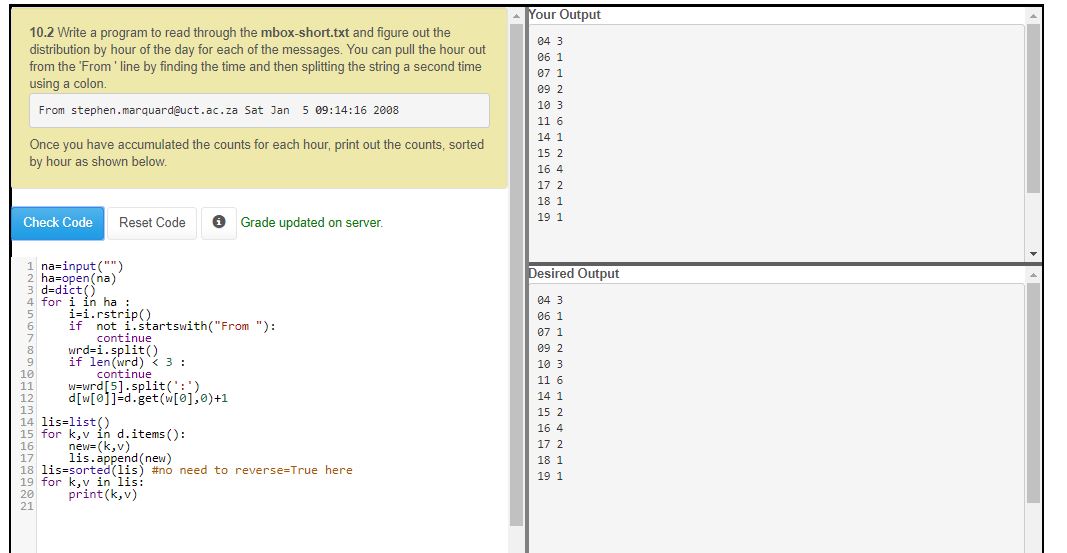 10.2 Write a program to read through the mbox-short.txt and figure out the
distribution by hour of the day for each of the messages. You can pull the hour out
from the 'From ' line by finding the time and then splitting the string a second time
using a colon.
From stephen.marquard@uct.ac.za Sat Jan  5 09:14:16 2008
Once you have accumulated the counts for each hour, print out the counts, sorted
by hour as shown below.
Check Code
Reset Code
Grade updated on server.
1 na=input("")
2 ha=open(na)
3 d=dict()
4 for i in ha :
5     i=i.rstrip()
6     if  not i.startswith("From "):
7         continue
8     wrd=i.split()
9     if len(wrd) < 3 :
10         continue
11     w=wrd[5].split(':')
12     d[w[0]]=d.get(w[0],0)+1
13
14 lis=list()
15 for k,v in d.items():
16     new=(k,v)
17     lis.append(new)
18 lis=sorted(lis) #no need to reverse=True here
19 for k,v in lis:
20     print(k,v)
21
Your Output
04 3
06 1
07 1
09 2
10 3
11 6
14 1
15 2
16 4
17 2
18 1
19 1
Desired Output
04 3
06 1
07 1
09 2
10 3
11 6
14 1
15 2
16 4
17 2
18 1
19 1